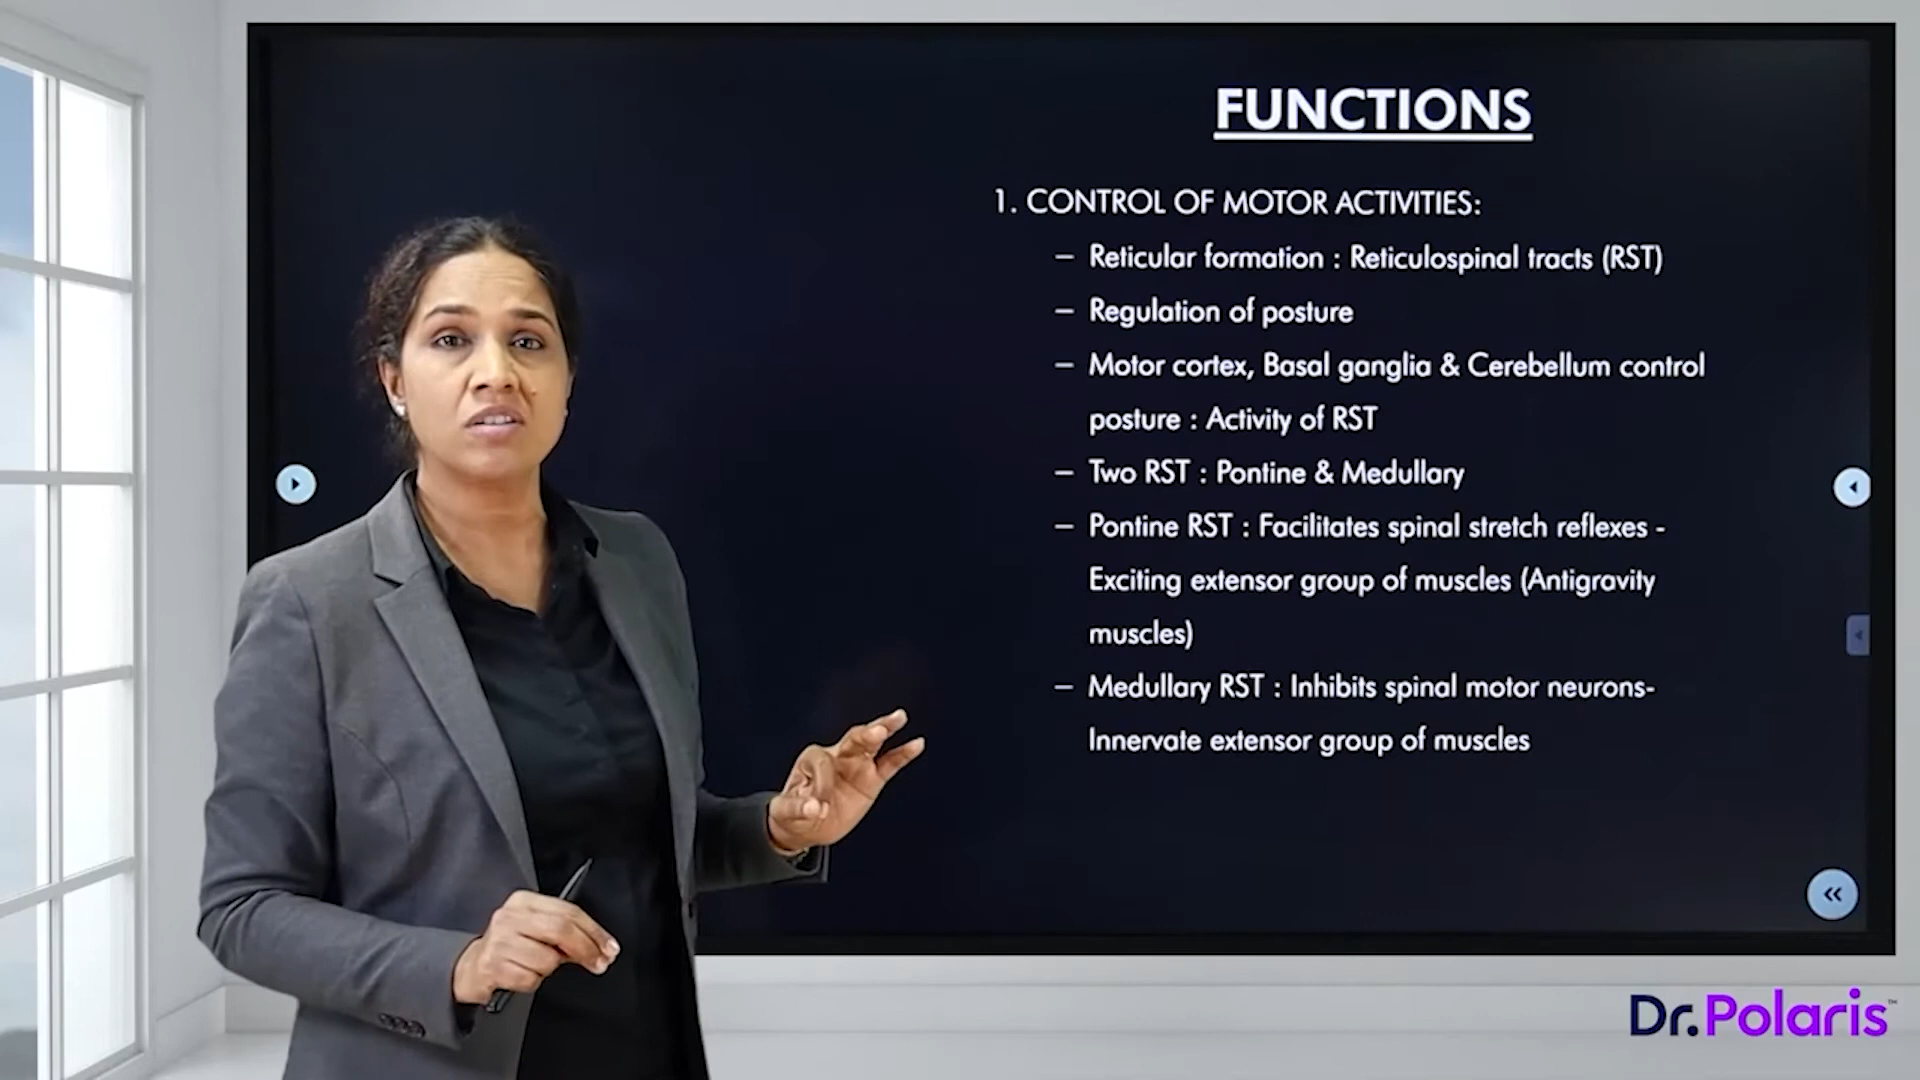 FUNCTIONS
1. CONTROL OF MOTOR ACTIVITIES:
– Reticular formation : Reticulospinal tracts (RST)
– Regulation of posture
– Motor cortex, Basal ganglia & Cerebellum control
posture : Activity of RST
– Two RST : Pontine & Medullary
– Pontine RST : Facilitates spinal stretch reflexes -
Exciting extensor group of muscles (Antigravity
muscles)
– Medullary RST : Inhibits spinal motor neurons-
Innervate extensor group of muscles
Dr.Polaris™